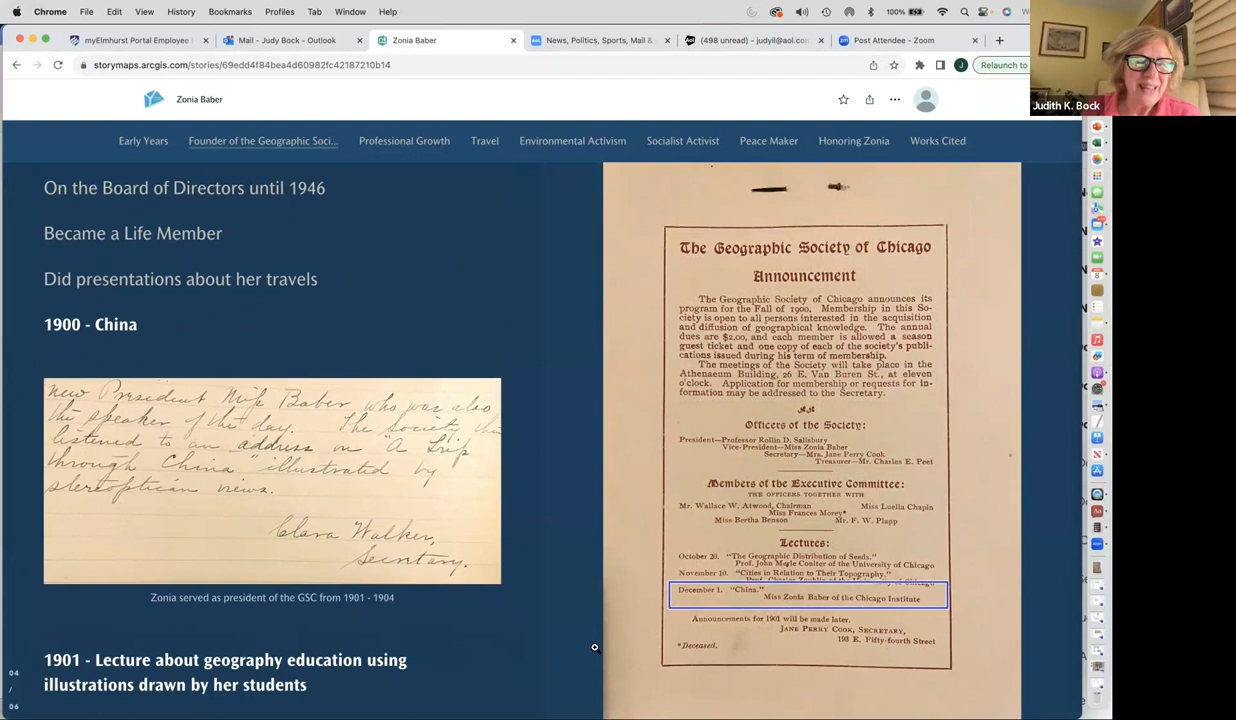 Chrome File Edit View History Bookmarks Profiles Tab Window Help
100%
myElmhurst Portal Employee
Mail - Judy Bock - Outlook
Zonia Baber
News, Politics, Sports, Mail &
(498 unread) - judyil@aol.com
Post Attendee - Zoom
storymaps.arcgis.com/stories/69edd4f84bea4d60982fc42187210b14
J
Relaunch to
Judith K. Bock
Zonia Baber
Early Years Founder of the Geographic Soci... Professional Growth Travel Environmental Activism Socialist Activist Peace Maker Honoring Zonia Works Cited
On the Board of Directors until 1946
Became a Life Member
Did presentations about her travels
1900 - China
new President Miss Baber who was also
the speaker of the day. The Society then
listened to an address on "A Trip
through China" illustrated by
stereoptican views.
Clara Walker,
Secretary.
Zonia served as president of the GSC from 1901 - 1904
1901 - Lecture about geography education using
illustrations drawn by her students
04
/
06
The Geographic Society of Chicago
Announcement
The Geographic Society of Chicago announces its
program for the Fall of 1900. Membership in this So-
ciety is open to all persons interested in the acquisition
and diffusion of geographical knowledge. The annual
dues are $2.00, and each member is allowed a season
guest ticket and one copy of each of the society's publi-
cations issued during his term of membership.
The meetings of the Society will take place in the
Athenaeum Building, 26 E. Van Buren St., at eleven
o'clock. Application for membership or requests for in-
formation may be addressed to the Secretary.
Officers of the Society:
President—Professor Rollin D. Salisbury
Vice-President—Miss Zonia Baber
Secretary—Mrs. Jane Perry Cook
Treasurer—Mr. Charles E. Peet
Members of the Executive Committee:
THE OFFICERS TOGETHER WITH
Mr. Wallace W. Atwood, Chairman Miss Luella Chapin
Miss Frances Morey*
Miss Bertha Benson Mr. F. W. Plapp
Lectures:
October 20. "The Geographic Distribution of Seeds."
Prof. John Merle Coulter of the University of Chicago
November 10. "Cities in Relation to Their Topography."
December 1. "China."
Miss Zonia Baber of the Chicago Institute
Announcements for 1901 will be made later.
JANE PERRY COOK, SECRETARY,
193 E. Fifty-fourth Street
*Deceased.